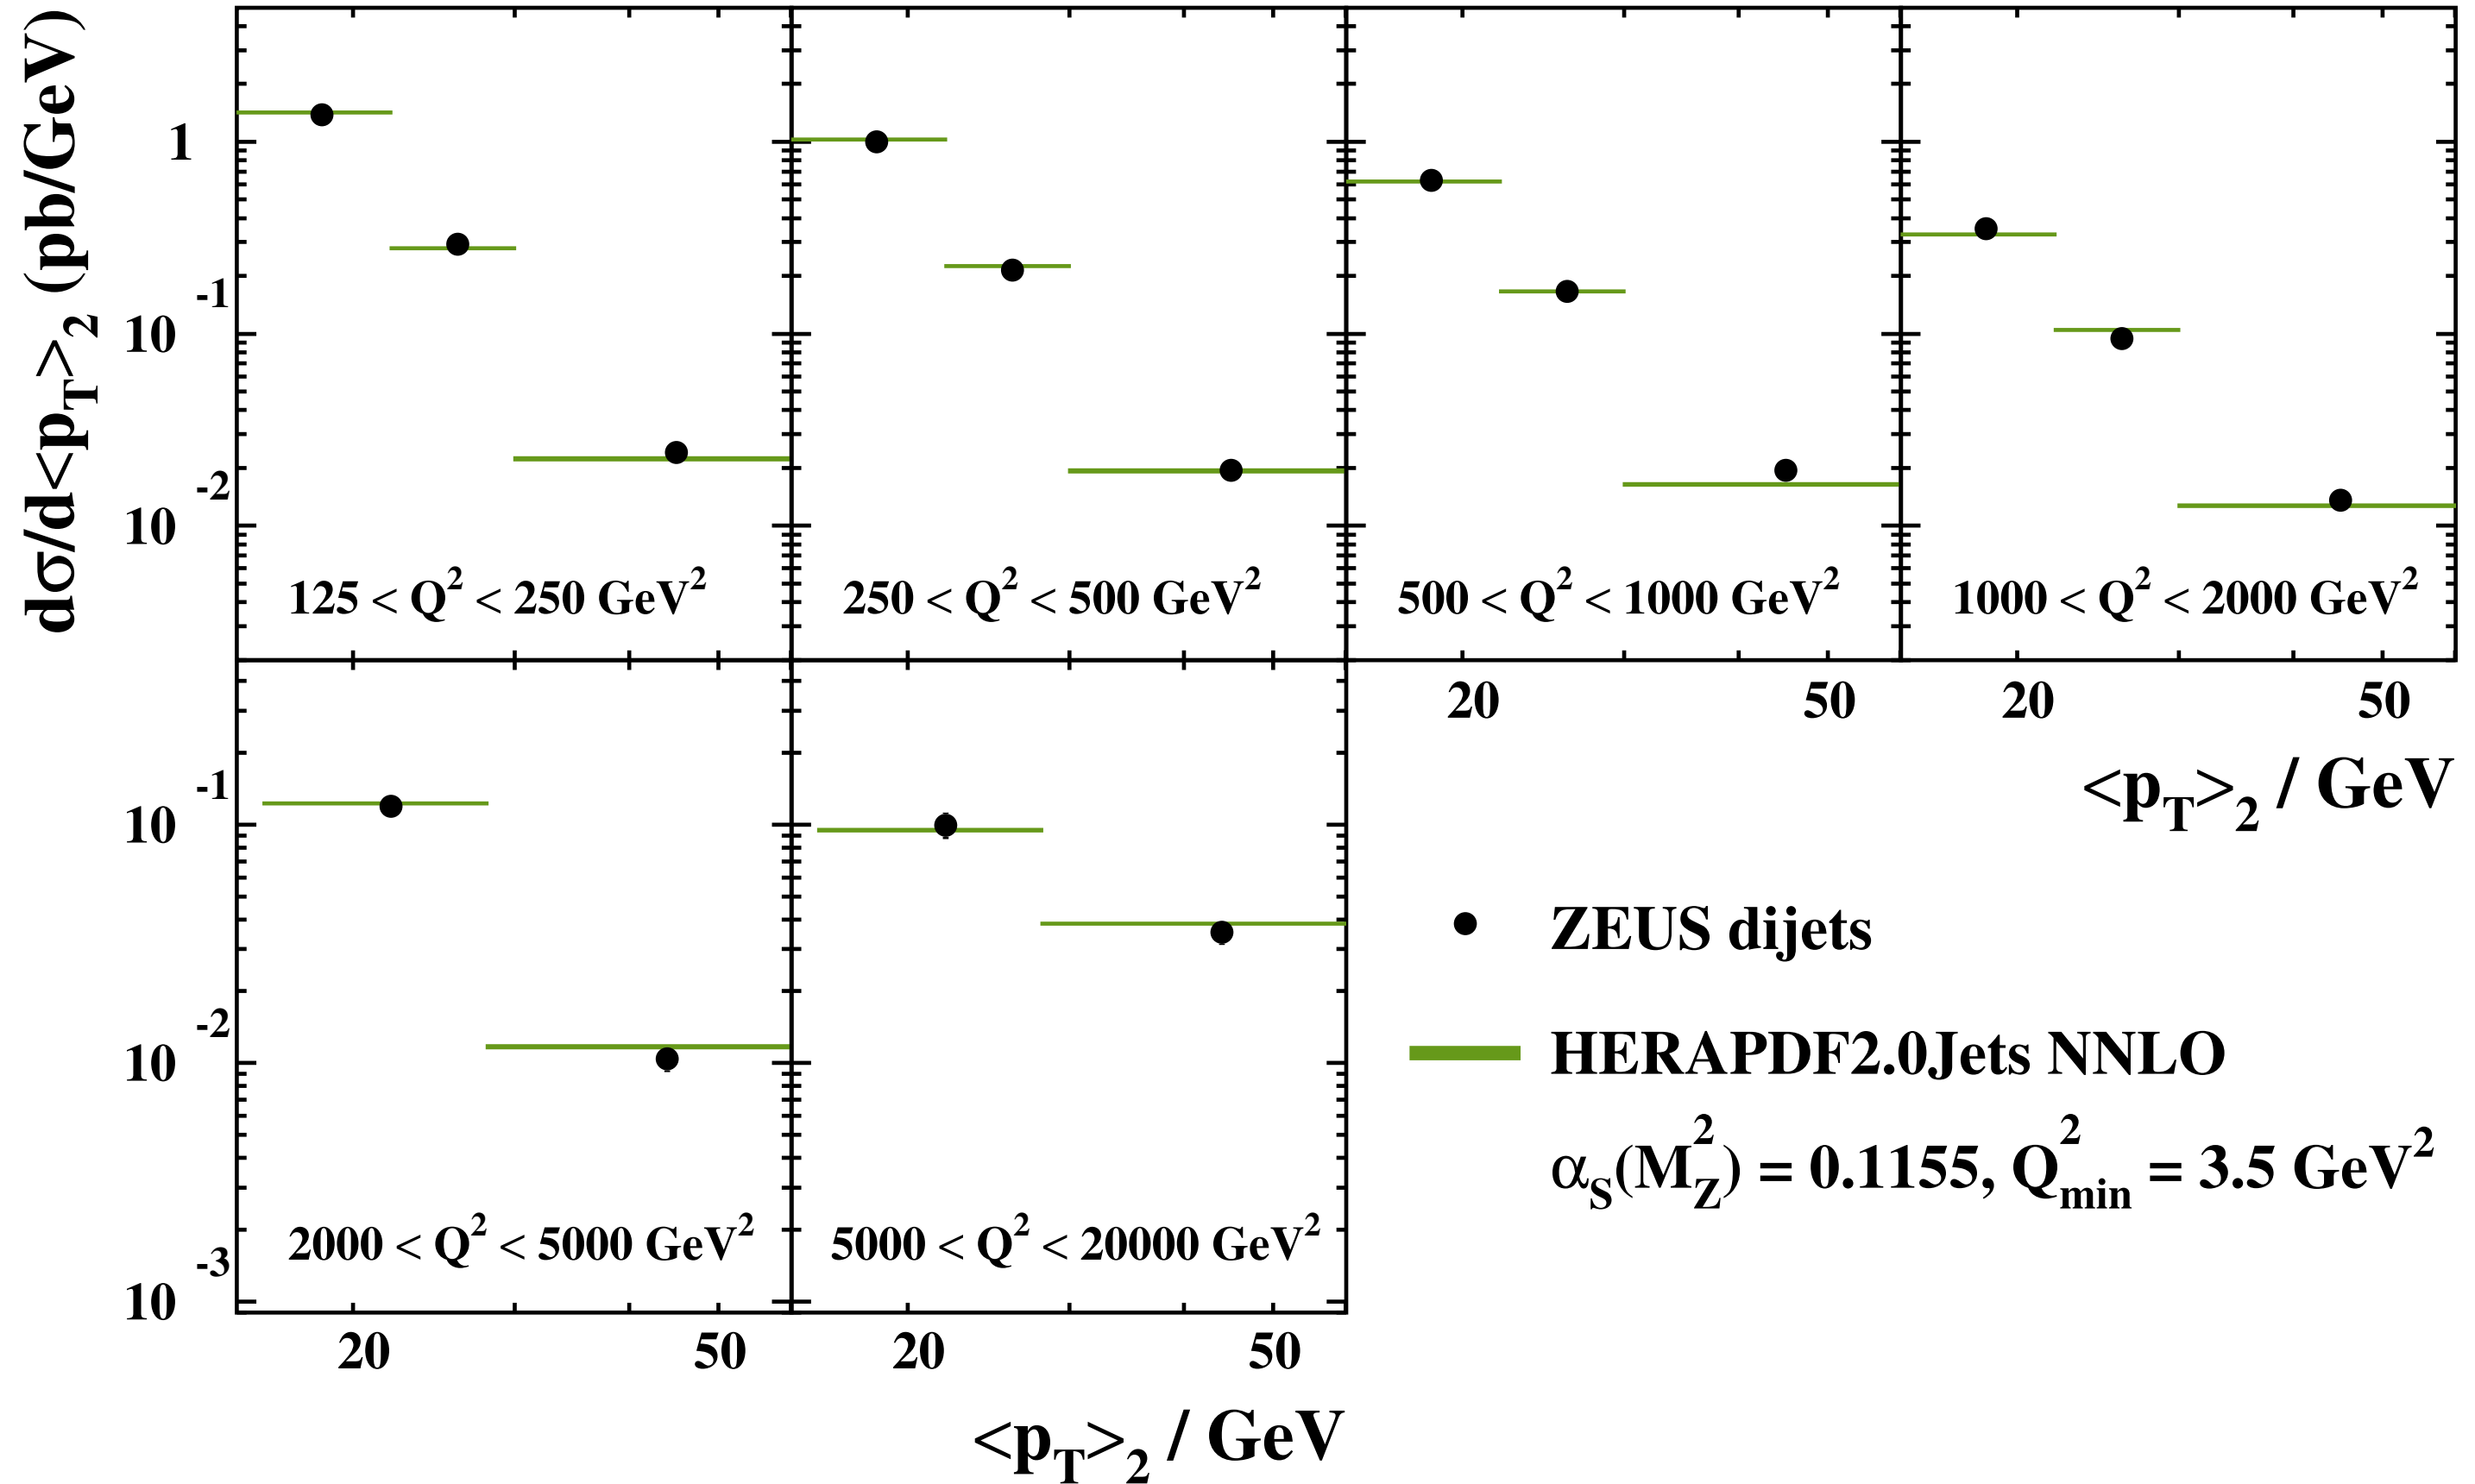 dσ/d<p_T>_2 (pb/GeV)
1
10^-1
10^-2
125 < Q^2 < 250 GeV^2
250 < Q^2 < 500 GeV^2
500 < Q^2 < 1000 GeV^2
1000 < Q^2 < 2000 GeV^2
20 50
20 50
<p_T>_2 / GeV
10^-1
10^-2
10^-3
2000 < Q^2 < 5000 GeV^2
5000 < Q^2 < 20000 GeV^2
ZEUS dijets
HERAPDF2.0Jets NNLO
α_S(M_Z^2) = 0.1155, Q^2_min = 3.5 GeV^2
20 50
20 50
<p_T>_2 / GeV